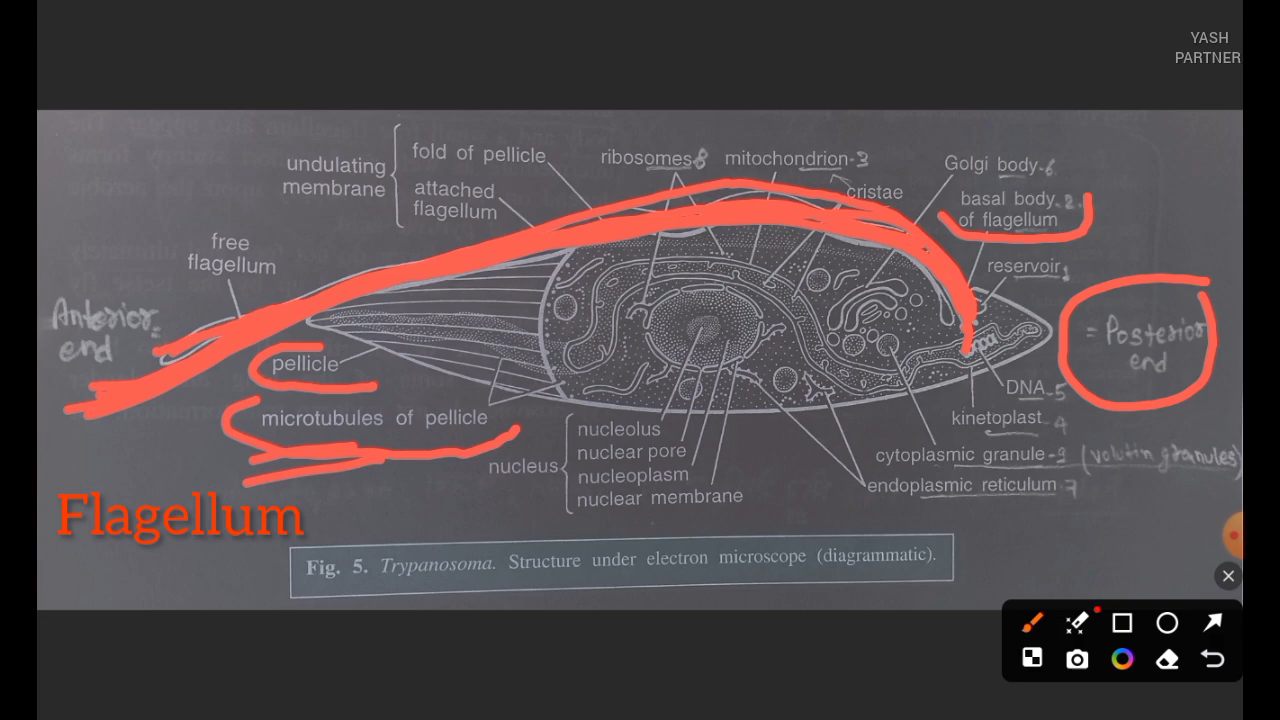 YASH
PARTNER
undulating
membrane
fold of pellicle
attached
flagellum
ribosomes 8
mitochondrion-3
cristae
Golgi body-6
basal body-2
of flagellum
reservoir 1
free
flagellum
Anterior
end
= Posterior
end
pellicle
microtubules of pellicle
nucleus
nucleolus
nuclear pore
nucleoplasm
nuclear membrane
DNA-5
kinetoplast-4
cytoplasmic granule-9 (volutin granules)
endoplasmic reticulum-7
Flagellum
Fig. 5. Trypanosoma. Structure under electron microscope (diagrammatic).